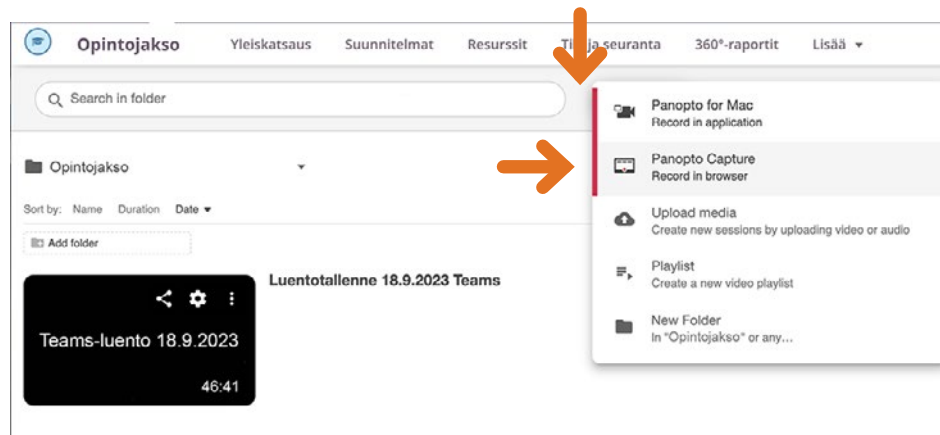 Opintojakso Yleiskatsaus Suunnitelmat Resurssit seuranta 360°-raportit Lisää
Search in folder
Panopto for Mac
Record in application
Opintojakso
Panopto Capture
Record in browser
Sort by: Name Duration Date
Upload media
Create new sessions by uploading video or audio
Add folder
Playlist
Create a new video playlist
Luentotallenne 18.9.2023 Teams
New Folder
In "Opintojakso" or any...
Teams-luento 18.9.2023
46:41